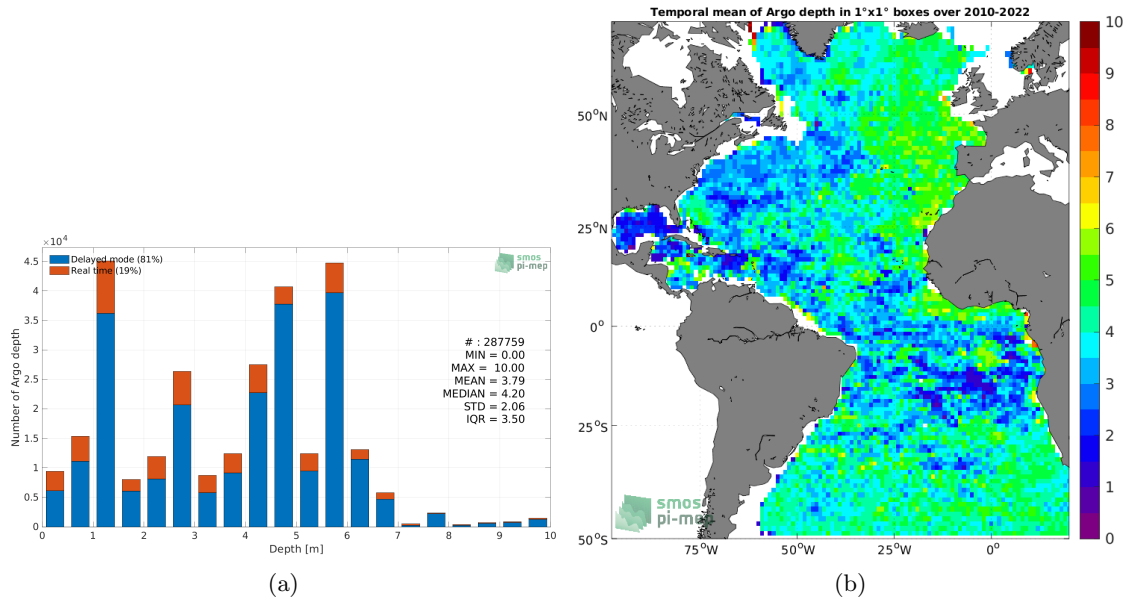 ×10⁴
Delayed mode (81%)
Real time (19%)
smos
pi-mep
4.5
4
3.5
3
2.5
2
1.5
1
0.5
0
Number of Argo depth
# : 287759
MIN = 0.00
MAX = 10.00
MEAN = 3.79
MEDIAN = 4.20
STD = 2.06
IQR = 3.50
0 1 2 3 4 5 6 7 8 9 10
Depth [m]
(a)
Temporal mean of Argo depth in 1°x1° boxes over 2010-2022
50°N
25°N
0°
25°S
50°S
75°W 50°W 25°W 0°
smos
pi-mep
10
9
8
7
6
5
4
3
2
1
0
(b)